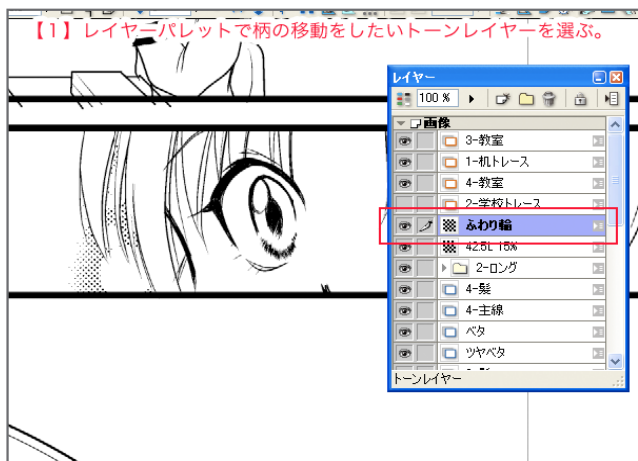 【1】レイヤーパレットで柄の移動をしたいトーンレイヤーを選ぶ。
レイヤー
100 %
画像
3-教室
1-机トレース
4-教室
2-学校トレース
ふわり輪
42.5L 15%
2-ロング
4-髪
4-主線
ベタ
ツヤベタ
トーンレイヤー